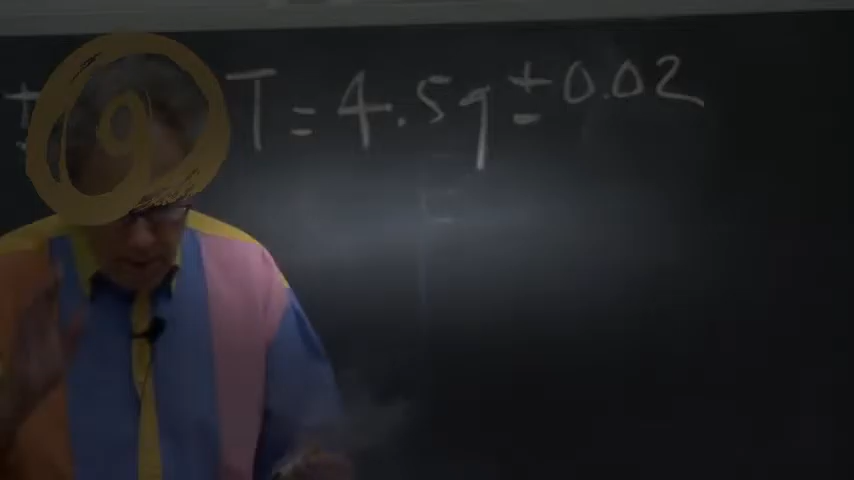 ± T = 4.59 ± 0.02